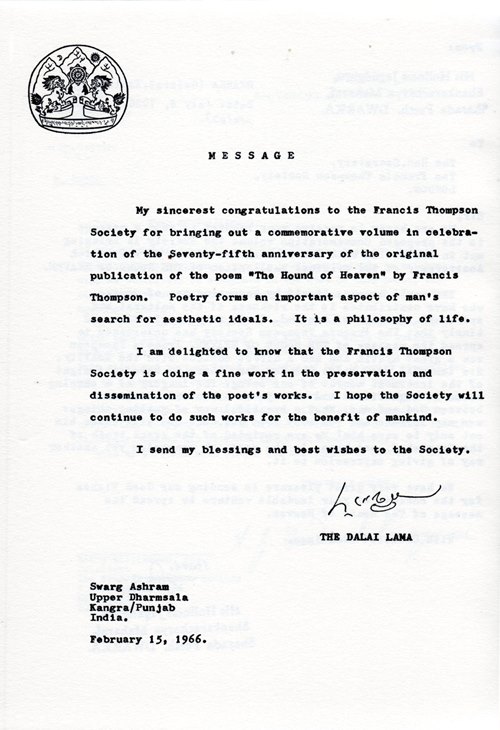 MESSAGE
My sincerest congratulations to the Francis Thompson
Society for bringing out a commemorative volume in celebra-
tion of the Seventy-fifth anniversary of the original
publication of the poem "The Hound of Heaven" by Francis
Thompson. Poetry forms an important aspect of man's
search for aesthetic ideals. It is a philosophy of life.
I am delighted to know that the Francis Thompson
Society is doing a fine work in the preservation and
dissemination of the poet's works. I hope the Society will
continue to do such works for the benefit of mankind.
I send my blessings and best wishes to the Society.
THE DALAI LAMA
Swarg Ashram
Upper Dharmsala
Kangra/Punjab
India.
February 15, 1966.